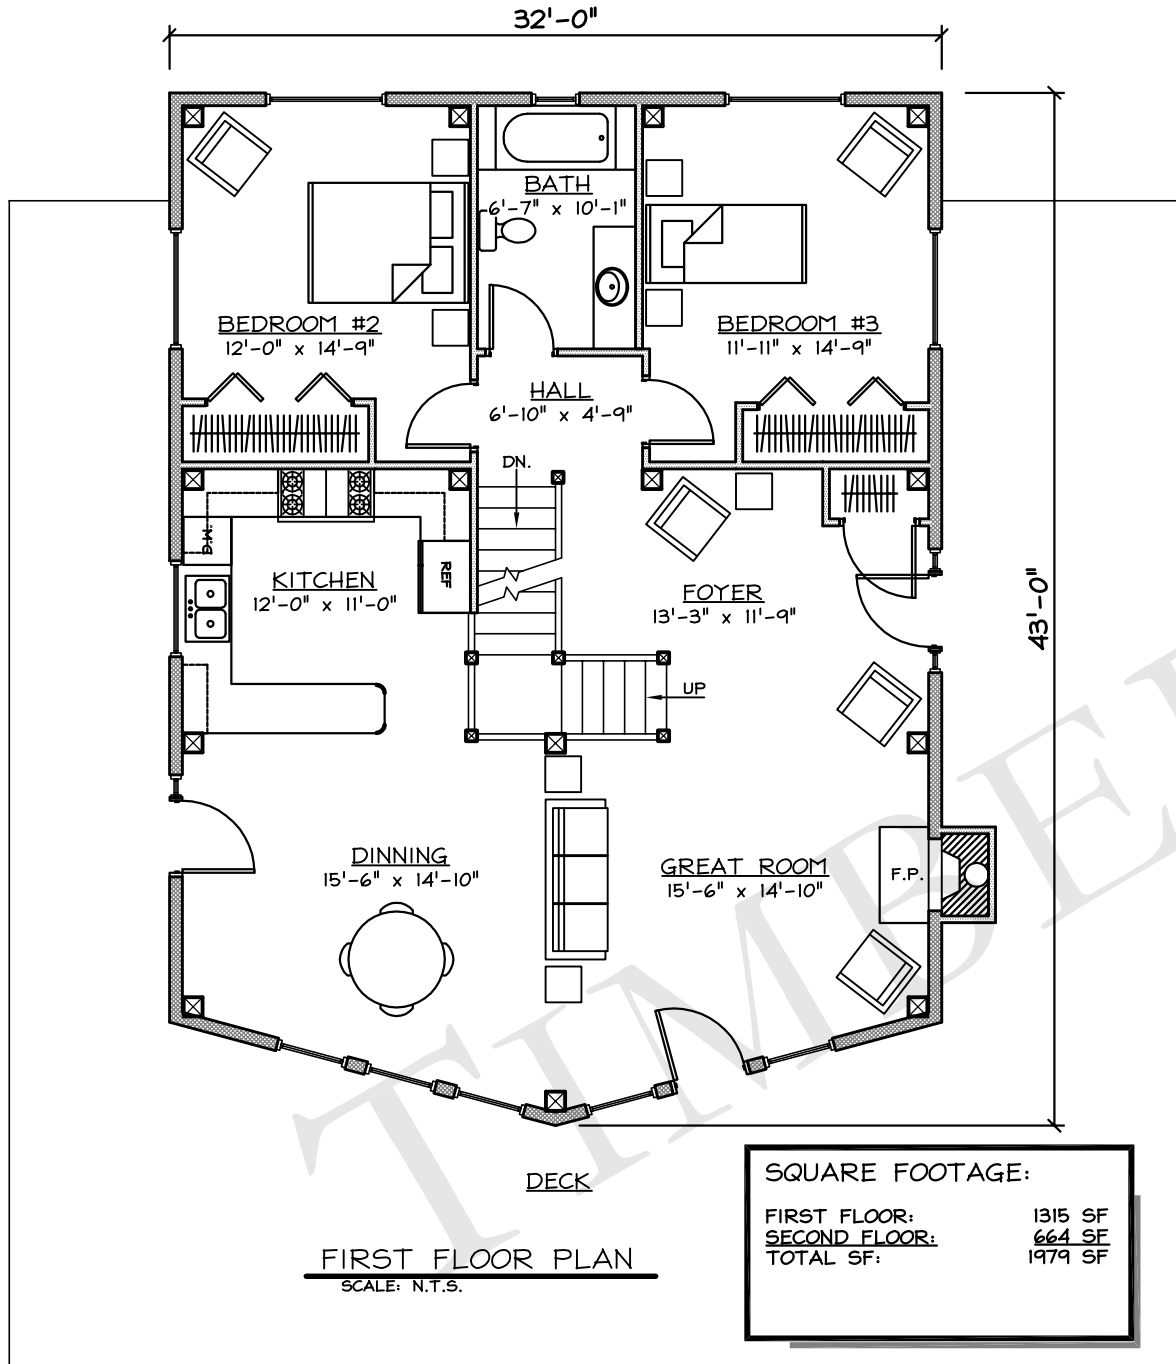 32'-0"
BATH
6'-7" x 10'-1"
BEDROOM #2
12'-0" x 14'-9"
BEDROOM #3
11'-11" x 14'-9"
HALL
6'-10" x 4'-9"
DN.
M.C
REF
KITCHEN
12'-0" x 11'-0"
FOYER
13'-3" x 11'-9"
43'-0"
UP
DINNING
15'-6" x 14'-10"
GREAT ROOM
15'-6" x 14'-10"
F.P.
TIMBE
DECK
FIRST FLOOR PLAN
SCALE: N.T.S.
SQUARE FOOTAGE:
FIRST FLOOR: 1315 SF
SECOND FLOOR: 664 SF
TOTAL SF: 1979 SF